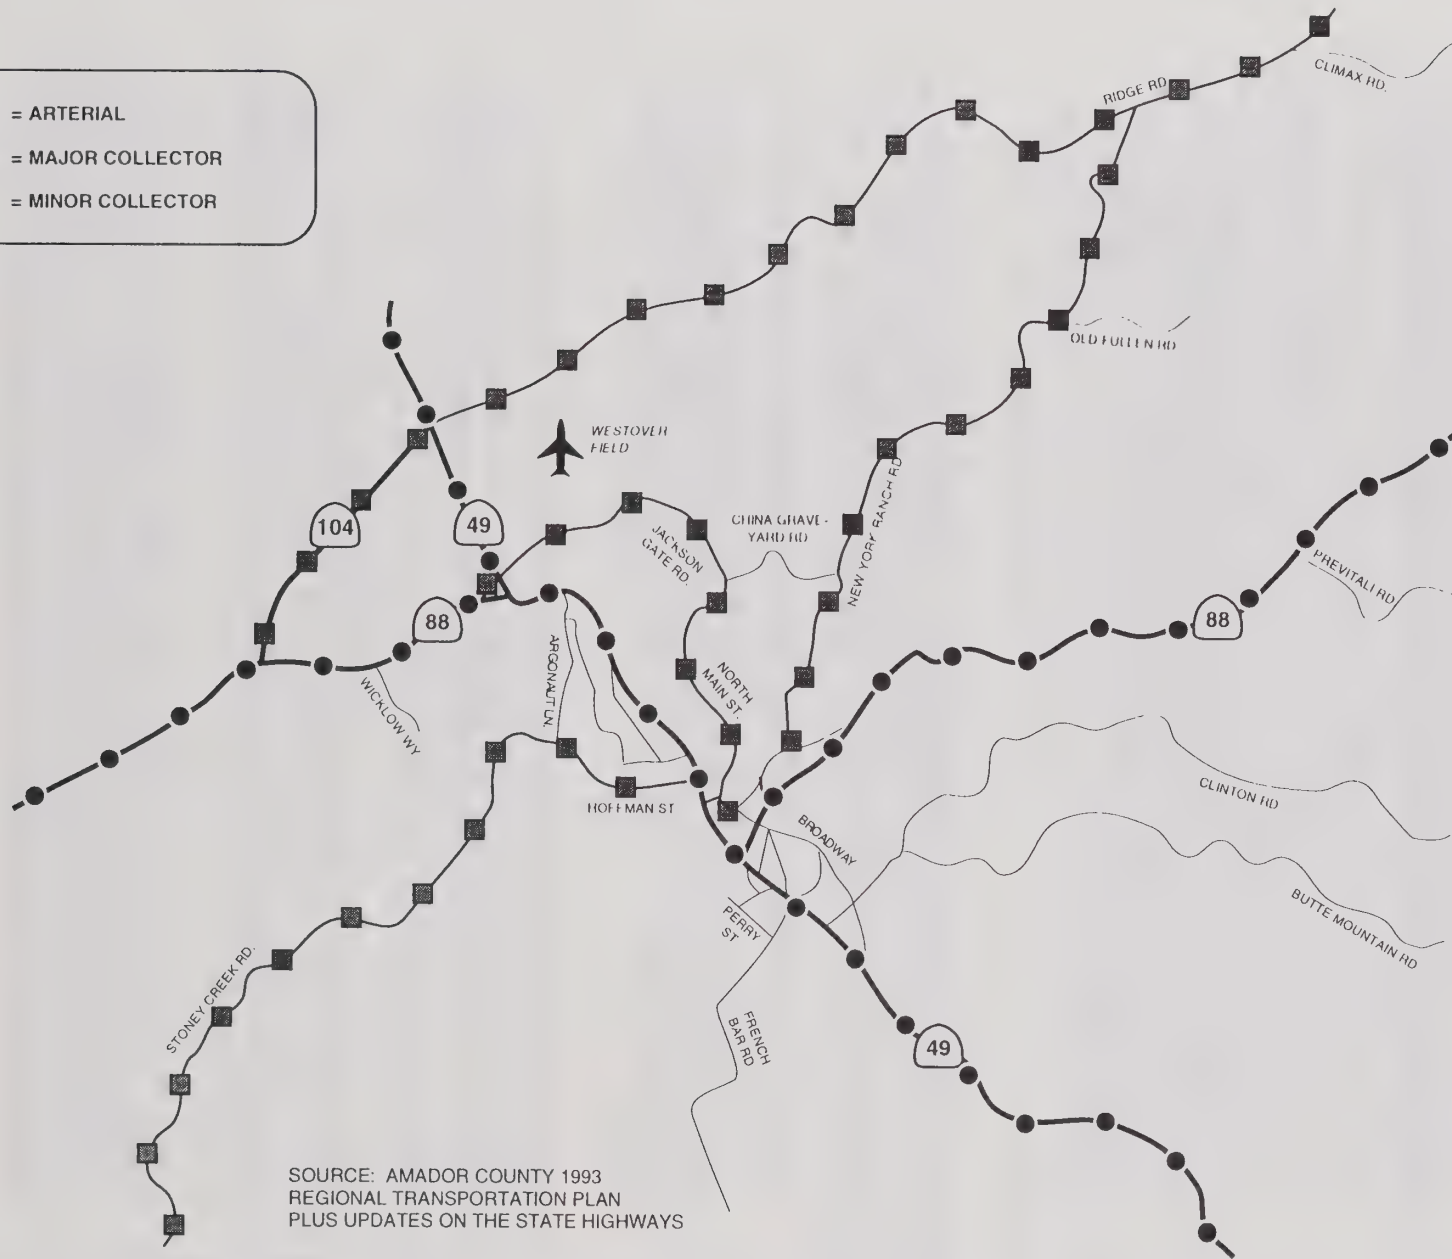 = ARTERIAL
= MAJOR COLLECTOR
= MINOR COLLECTOR
RIDGE RD
CLIMAX RD.
OLD FULLEN RD
WESTOVER
FIELD
104
49
JACKSON
GATE RD.
CHINA GRAVE-
YARD RD
NEW YORK RANCH RD
PREVITALI RD
88
88
ARGONAUT LN.
WICKLOW WY
NORTH
MAIN ST.
HOFFMAN ST
BROADWAY
CLINTON RD
BUTTE MOUNTAIN RD
PERRY
ST
STONEY CREEK RD.
FRENCH
BAR RD
49
SOURCE: AMADOR COUNTY 1993
REGIONAL TRANSPORTATION PLAN
PLUS UPDATES ON THE STATE HIGHWAYS